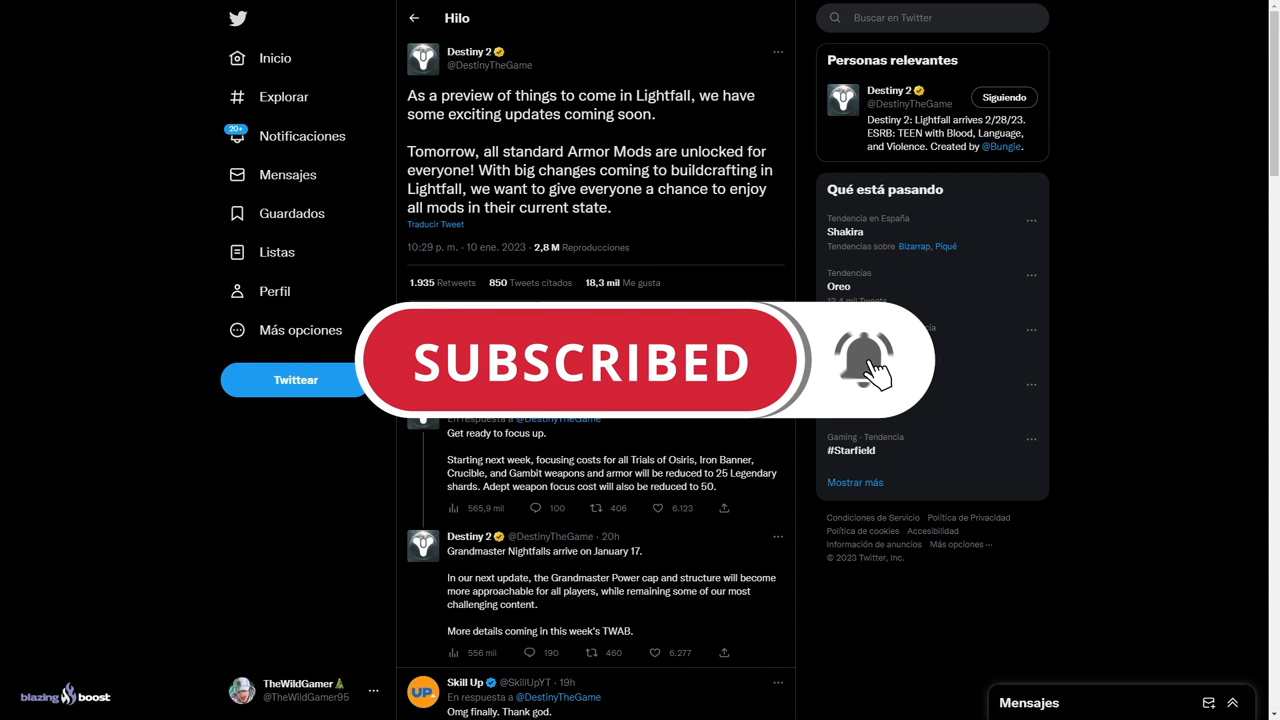 Hilo
Buscar en Twitter
Inicio
Explorar
20+
Notificaciones
Mensajes
Guardados
Listas
Perfil
Más opciones
Twittear
Destiny 2
@DestinyTheGame
As a preview of things to come in Lightfall, we have
some exciting updates coming soon.
Tomorrow, all standard Armor Mods are unlocked for
everyone! With big changes coming to buildcrafting in
Lightfall, we want to give everyone a chance to enjoy
all mods in their current state.
Traducir Tweet
10:29 p. m. · 10 ene. 2023 · 2,8 M Reproducciones
1.935 Retweets 850 Tweets citados 18,3 mil Me gusta
SUBSCRIBED
En respuesta a @DestinyTheGame
Get ready to focus up.
Starting next week, focusing costs for all Trials of Osiris, Iron Banner,
Crucible, and Gambit weapons and armor will be reduced to 25 Legendary
shards. Adept weapon focus cost will also be reduced to 50.
565,9 mil 100 406 6.123
Destiny 2 @DestinyTheGame · 20h
Grandmaster Nightfalls arrive on January 17.
In our next update, the Grandmaster Power cap and structure will become
more approachable for all players, while remaining some of our most
challenging content.
More details coming in this week's TWAB.
556 mil 190 460 6.277
UP.
Skill Up @SkillUpYT · 19h
En respuesta a @DestinyTheGame
Omg finally. Thank god.
Personas relevantes
Destiny 2
@DestinyTheGame
Siguiendo
Destiny 2: Lightfall arrives 2/28/23.
ESRB: TEEN with Blood, Language,
and Violence. Created by @Bungie.
Qué está pasando
Tendencia en España
Shakira
Tendencias sobre Bizarrap, Piqué
Tendencias
Oreo
Gaming · Tendencia
#Starfield
Mostrar más
Condiciones de Servicio Política de Privacidad
Política de cookies Accesibilidad
Información de anuncios Más opciones ···
© 2023 Twitter, Inc.
TheWildGamer
@TheWildGamer95
blazing boost
Mensajes